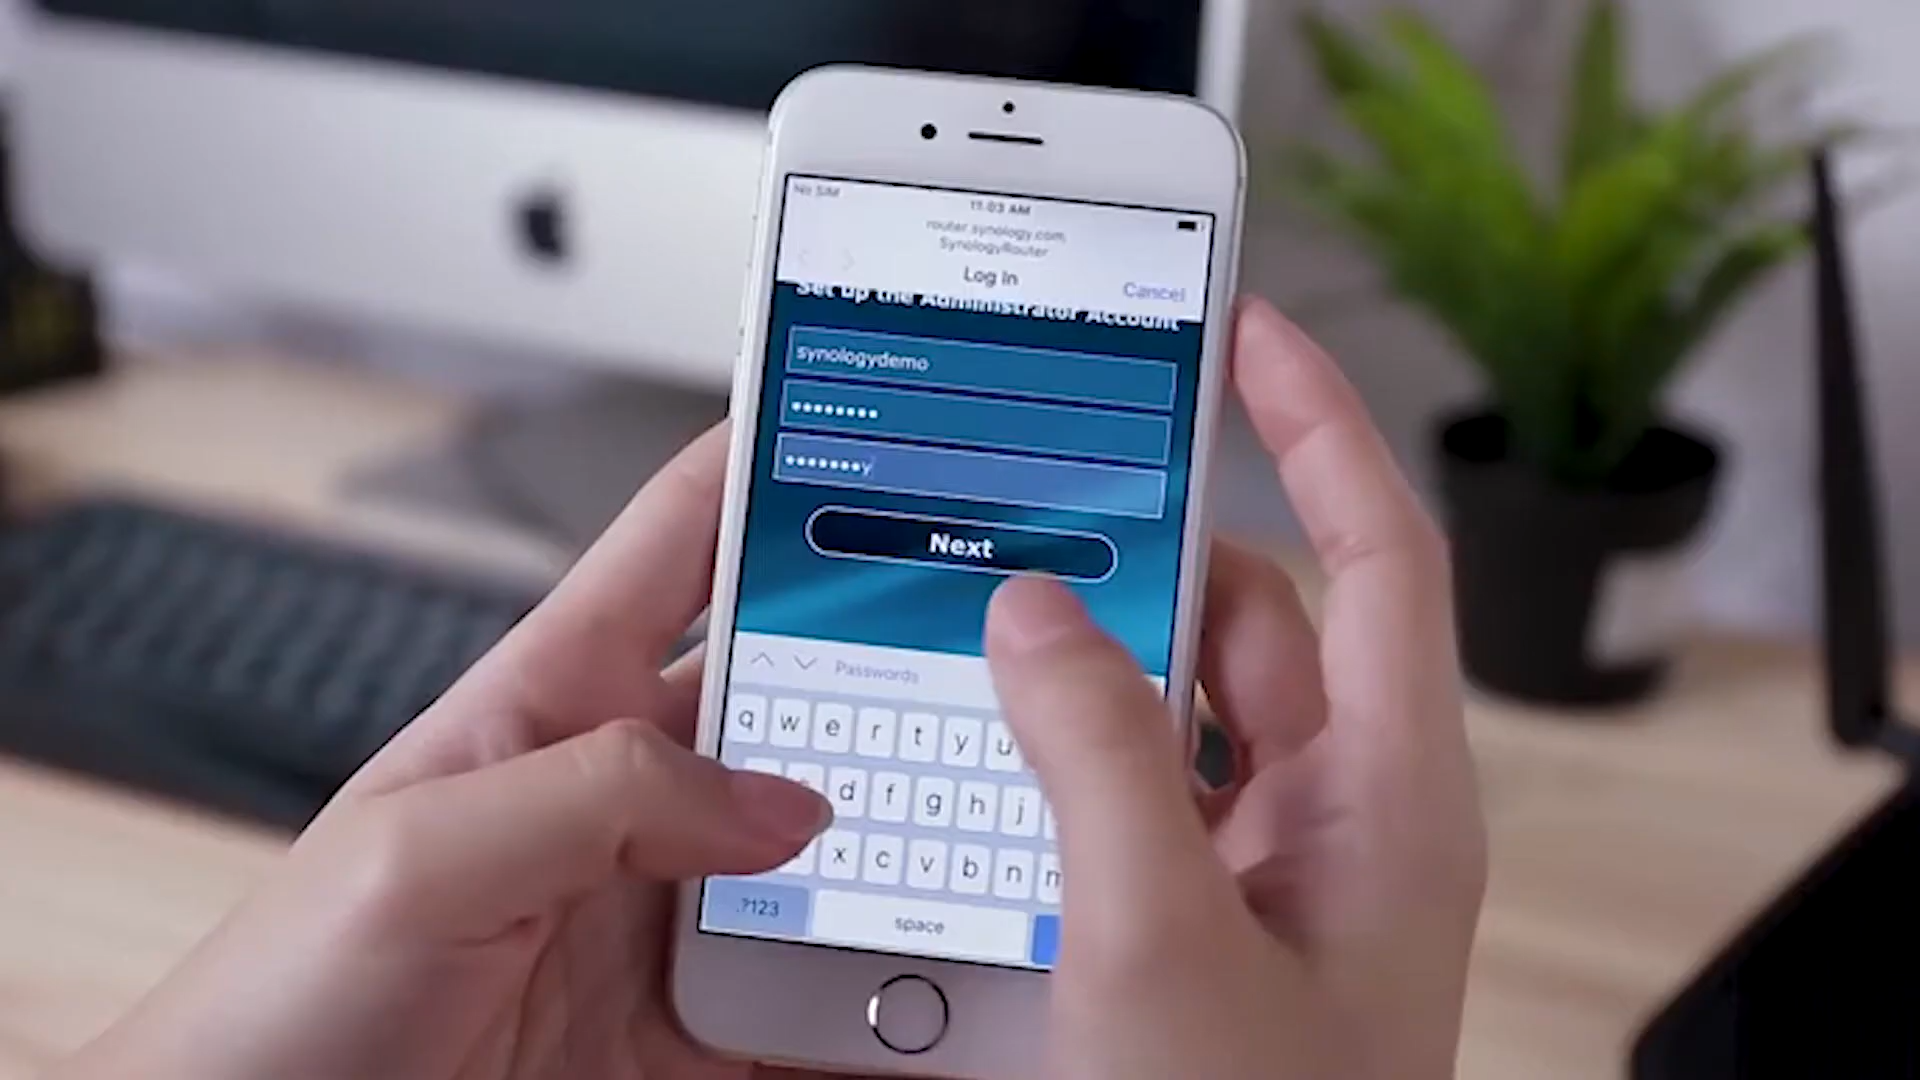 No SIM
11:03 AM
router.synology.com
SynologyRouter
Log In
Cancel
Set up the Administrator Account
synologydemo
••••••••
•••••••y
Next
Passwords
q w e r t y u
d f g h j
x c v b n m
.?123
space